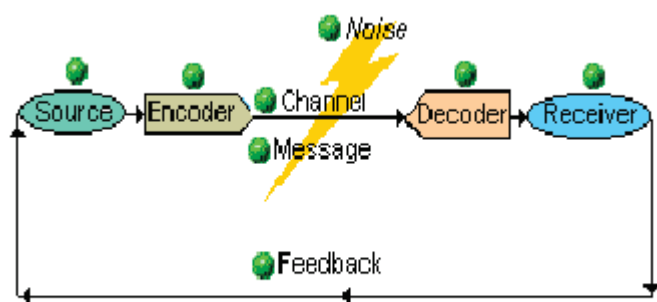 Noise
Source
Encoder
Channel
Message
Decoder
Receiver
Feedback